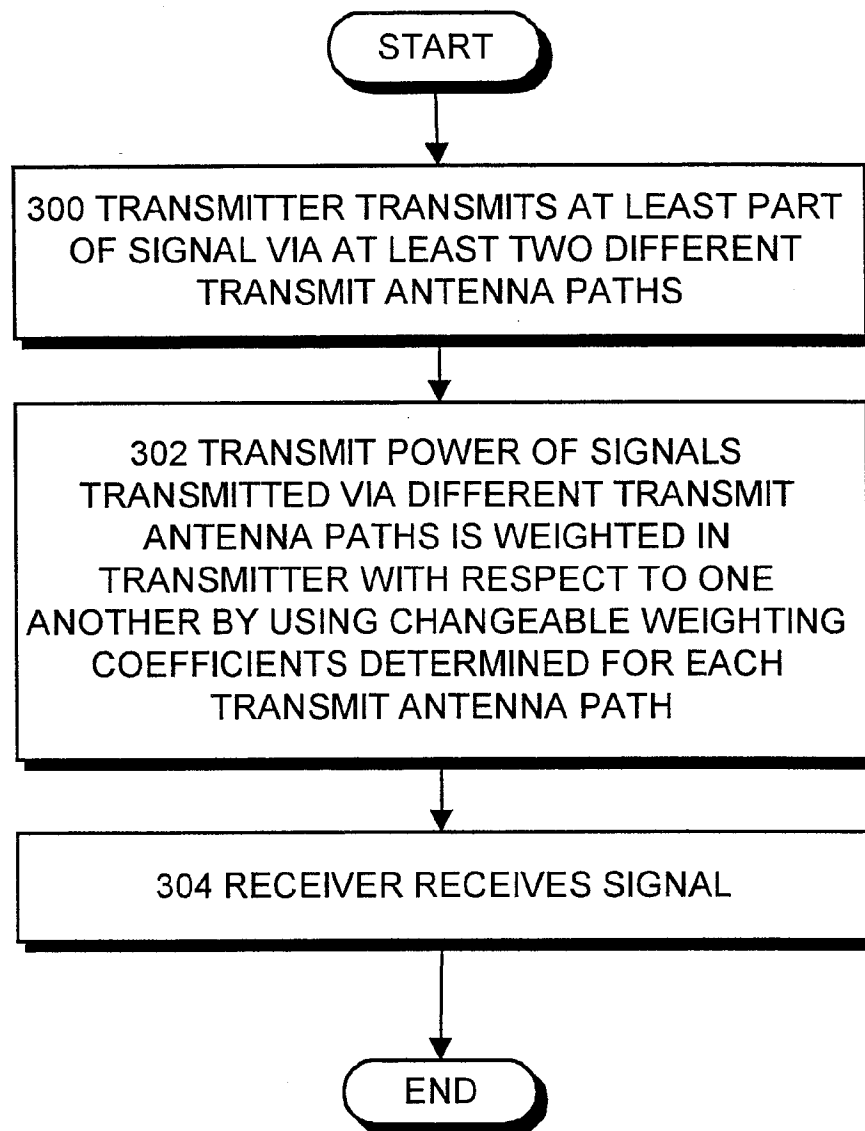 START
300 TRANSMITTER TRANSMITS AT LEAST PART
OF SIGNAL VIA AT LEAST TWO DIFFERENT
TRANSMIT ANTENNA PATHS
302 TRANSMIT POWER OF SIGNALS
TRANSMITTED VIA DIFFERENT TRANSMIT
ANTENNA PATHS IS WEIGHTED IN
TRANSMITTER WITH RESPECT TO ONE
ANOTHER BY USING CHANGEABLE WEIGHTING
COEFFICIENTS DETERMINED FOR EACH
TRANSMIT ANTENNA PATH
304 RECEIVER RECEIVES SIGNAL
END